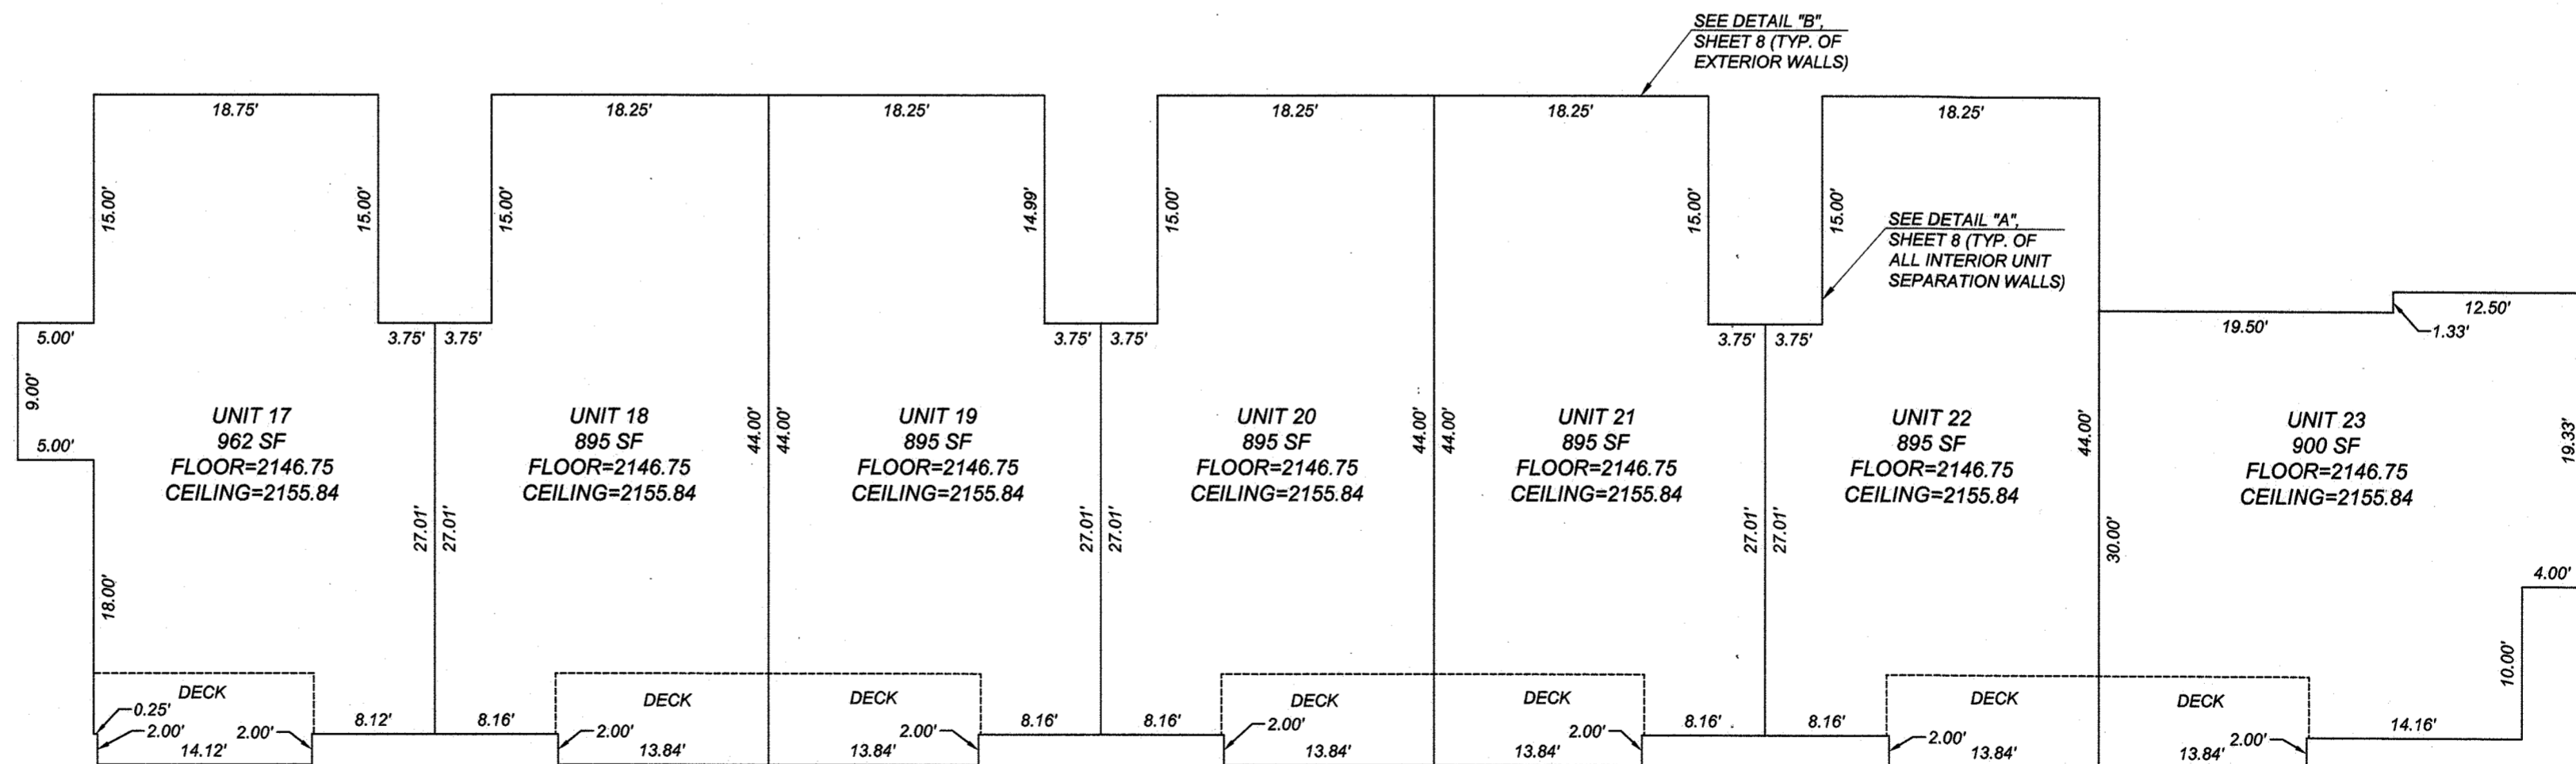 SEE DETAIL "B",
SHEET 8 (TYP. OF
EXTERIOR WALLS)
18.75'
18.25'
18.25'
18.25'
18.25'
18.25'
15.00'
15.00'
15.00'
14.99'
15.00'
15.00'
15.00'
SEE DETAIL "A",
SHEET 8 (TYP. OF
ALL INTERIOR UNIT
SEPARATION WALLS)
12.50'
19.50'
1.33'
5.00'
3.75'
3.75'
3.75'
3.75'
3.75'
3.75'
9.00'
5.00'
UNIT 17
962 SF
FLOOR=2146.75
CEILING=2155.84
UNIT 18
895 SF
FLOOR=2146.75
CEILING=2155.84
44.00'
44.00'
UNIT 19
895 SF
FLOOR=2146.75
CEILING=2155.84
UNIT 20
895 SF
FLOOR=2146.75
CEILING=2155.84
44.00'
44.00'
UNIT 21
895 SF
FLOOR=2146.75
CEILING=2155.84
UNIT 22
895 SF
FLOOR=2146.75
CEILING=2155.84
44.00'
UNIT 23
900 SF
FLOOR=2146.75
CEILING=2155.84
19.33'
27.01'
27.01'
27.01'
27.01'
27.01'
27.01'
30.00'
18.00'
4.00'
10.00'
DECK
DECK
DECK
DECK
DECK
DECK
DECK
0.25'
2.00'
2.00'
14.12'
8.12'
8.16'
2.00'
13.84'
13.84'
2.00'
8.16'
8.16'
2.00'
13.84'
13.84'
2.00'
8.16'
8.16'
2.00'
13.84'
13.84'
2.00'
14.16'